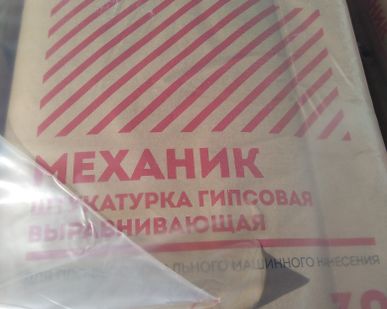 МЕХАНИК
ШТУКАТУРКА ГИПСОВАЯ
ВЫРАВНИВАЮЩАЯ
МАШИННОГО НАНЕСЕНИЯ